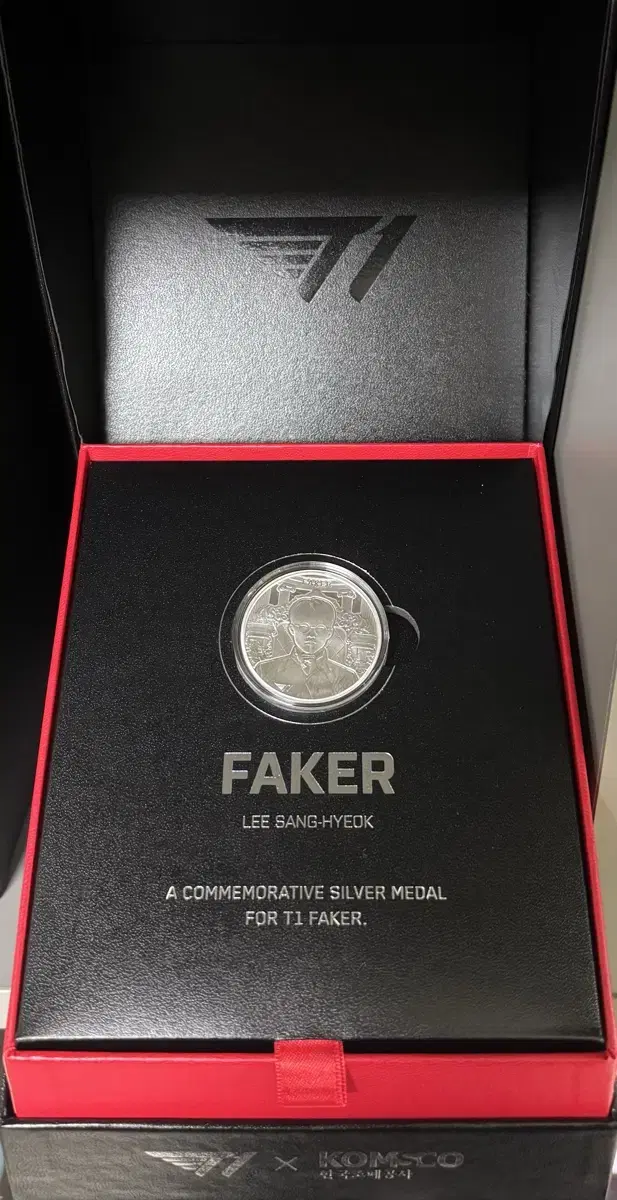 T1
FAKER
LEE SANG-HYEOK
A COMMEMORATIVE SILVER MEDAL
FOR T1 FAKER.
T1 × KOMSCO
한국조폐공사